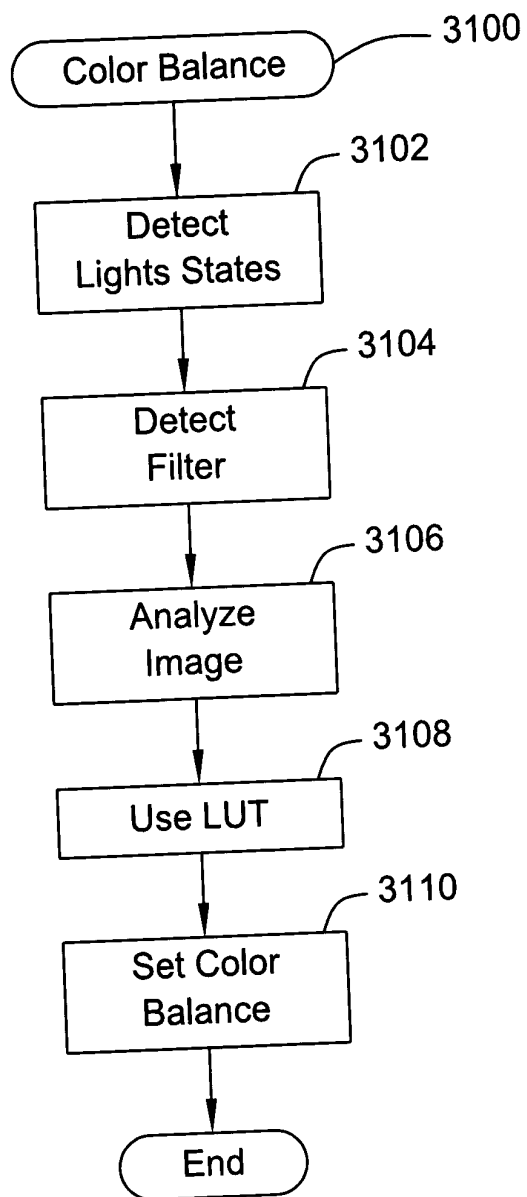 3100
Color Balance
3102
Detect
Lights States
3104
Detect
Filter
3106
Analyze
Image
3108
Use LUT
3110
Set Color
Balance
End